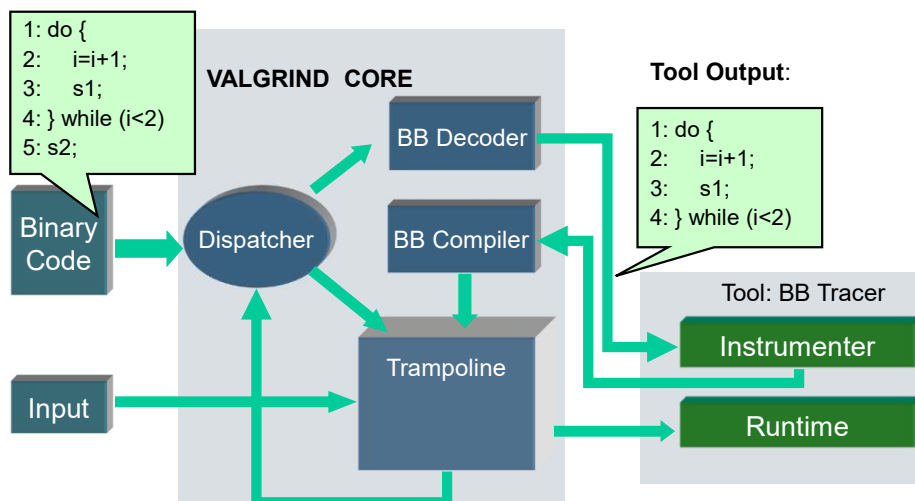 1: do {
2: i=i+1;
3: s1;
4: } while (i<2)
5: s2;
VALGRIND CORE
Tool Output:
BB Decoder
1: do {
2: i=i+1;
3: s1;
4: } while (i<2)
Binary
Code
Dispatcher
BB Compiler
Tool: BB Tracer
Instrumenter
Trampoline
Input
Runtime